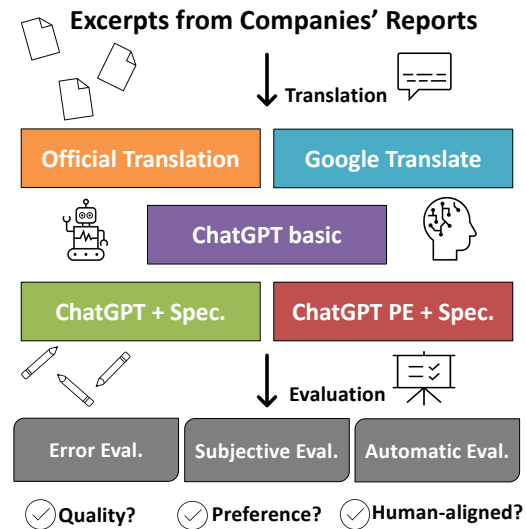 Excerpts from Companies' Reports
Translation
Official Translation
Google Translate
ChatGPT basic
ChatGPT + Spec.
ChatGPT PE + Spec.
Evaluation
Error Eval.
Subjective Eval.
Automatic Eval.
Quality?
Preference?
Human-aligned?